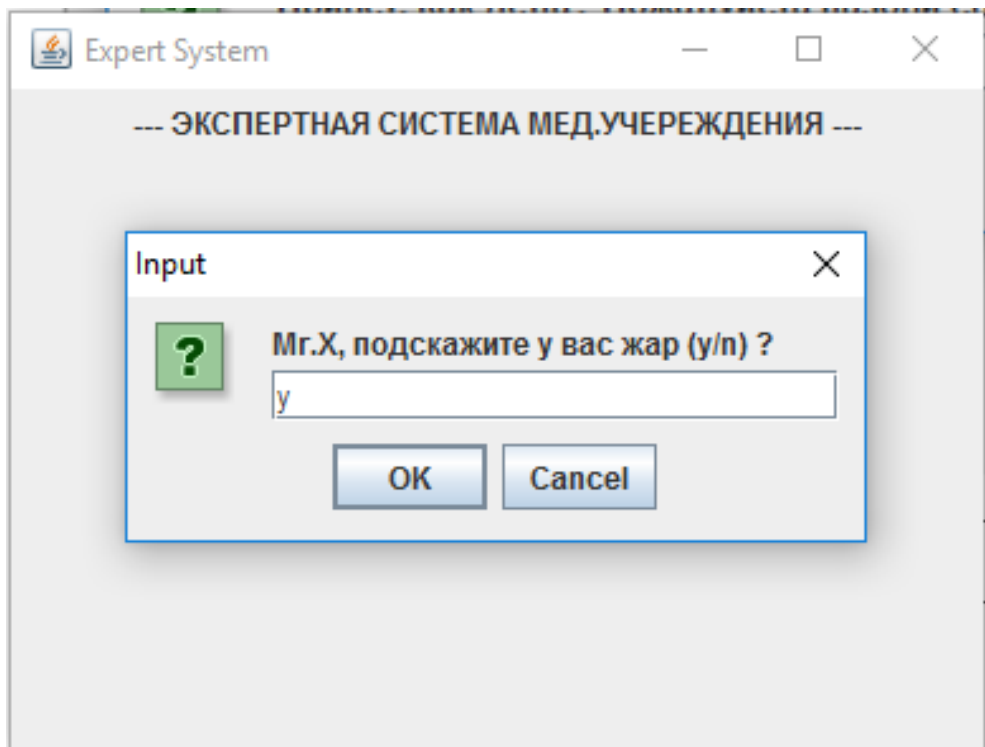 Expert System
--- ЭКСПЕРТНАЯ СИСТЕМА МЕД.УЧЕРЕЖДЕНИЯ ---
Input
?
Mr.X, подскажите у вас жар (y/n) ?
y
OK
Cancel